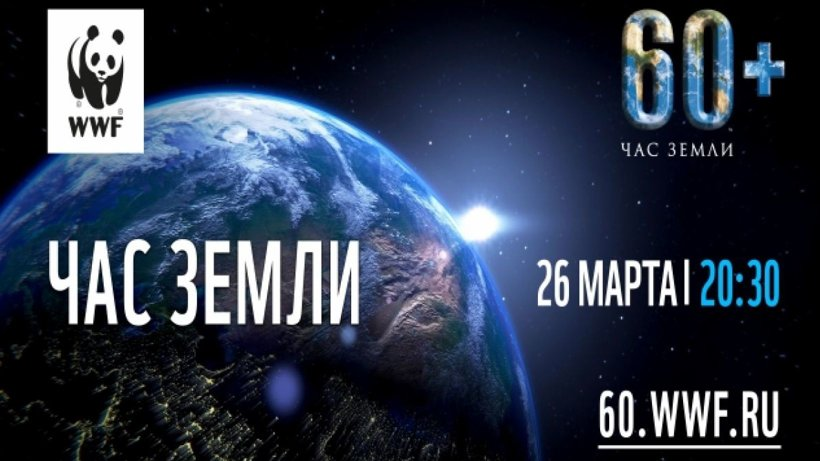 WWF
60+
ЧАС ЗЕМЛИ
ЧАС ЗЕМЛИ
26 МАРТА| 20:30
60.WWF.RU